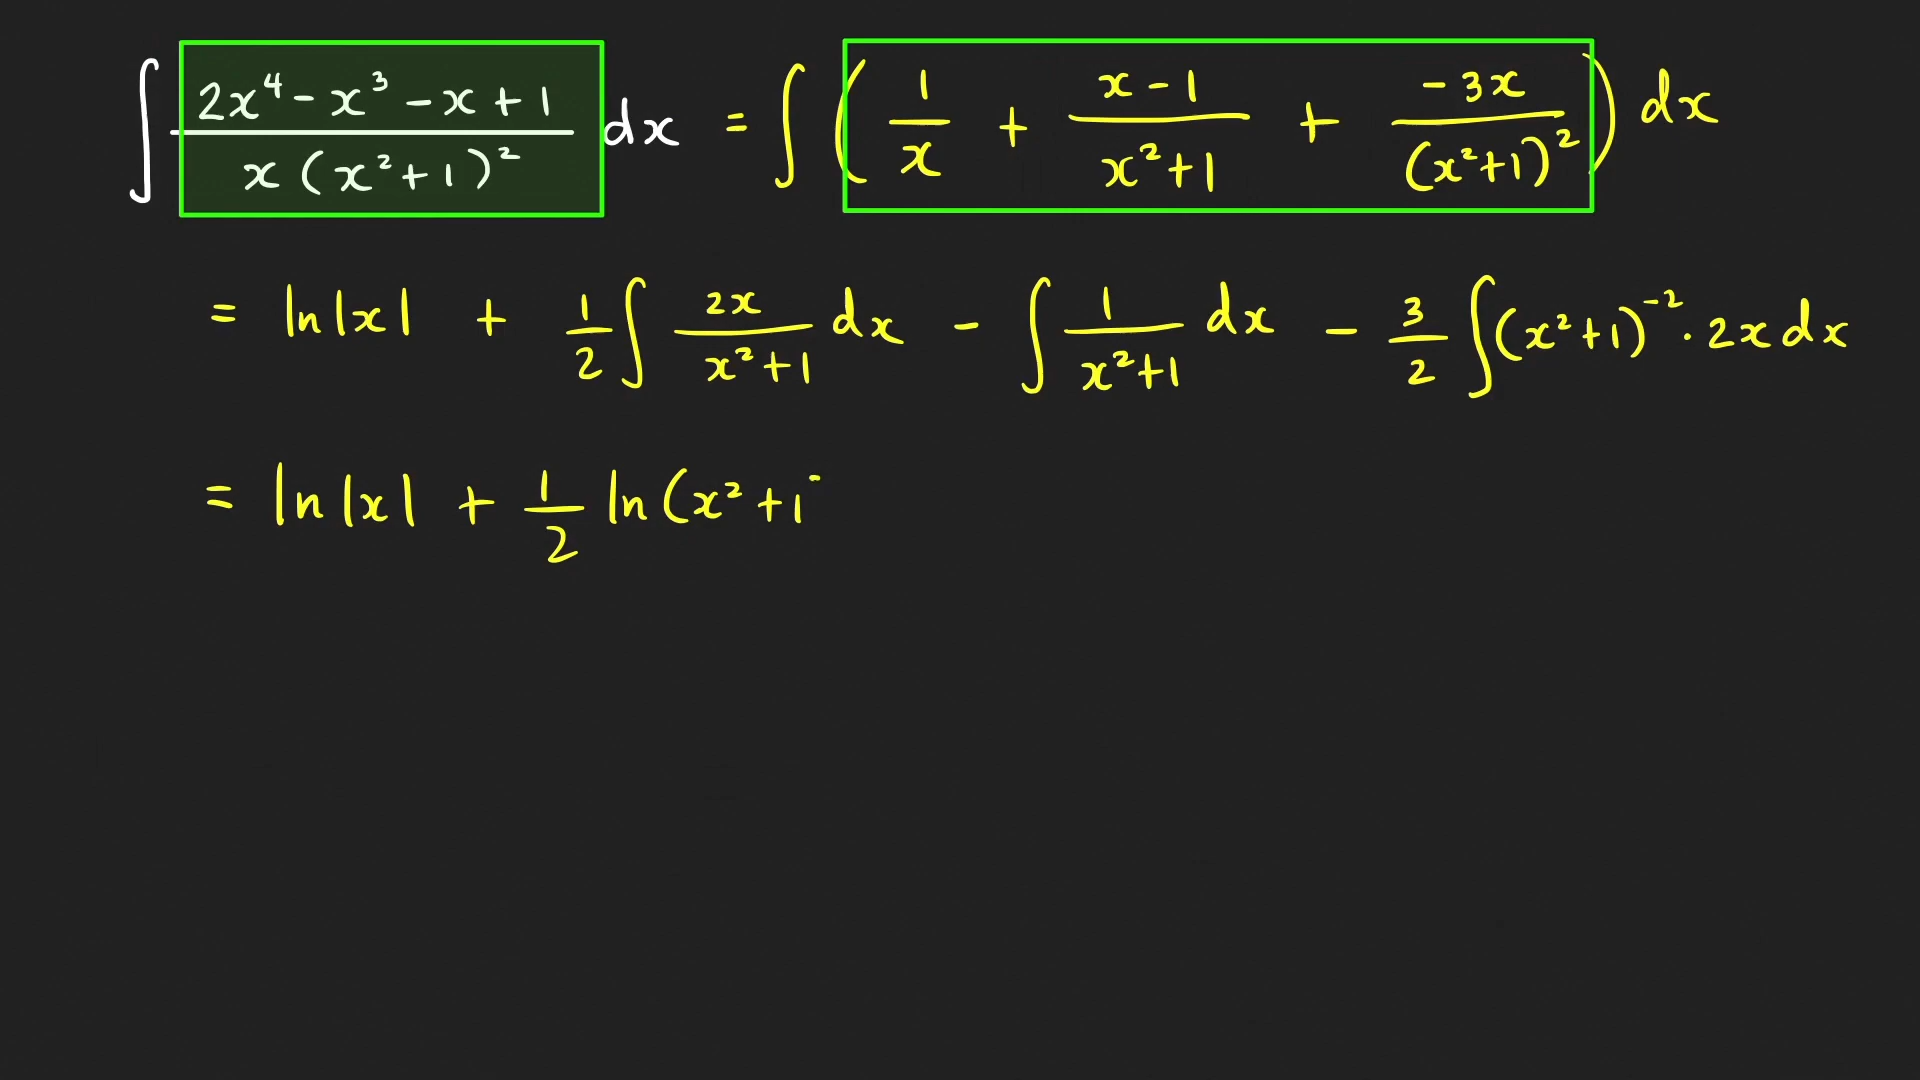 ∫ (2x⁴ - x³ - x + 1)/(x(x²+1)²) dx = ∫ (1/x + (x-1)/(x²+1) + (-3x)/(x²+1)²) dx
= ln|x| + 1/2 ∫ 2x/(x²+1) dx - ∫ 1/(x²+1) dx - 3/2 ∫ (x²+1)⁻² · 2x dx
= ln|x| + 1/2 ln(x²+1